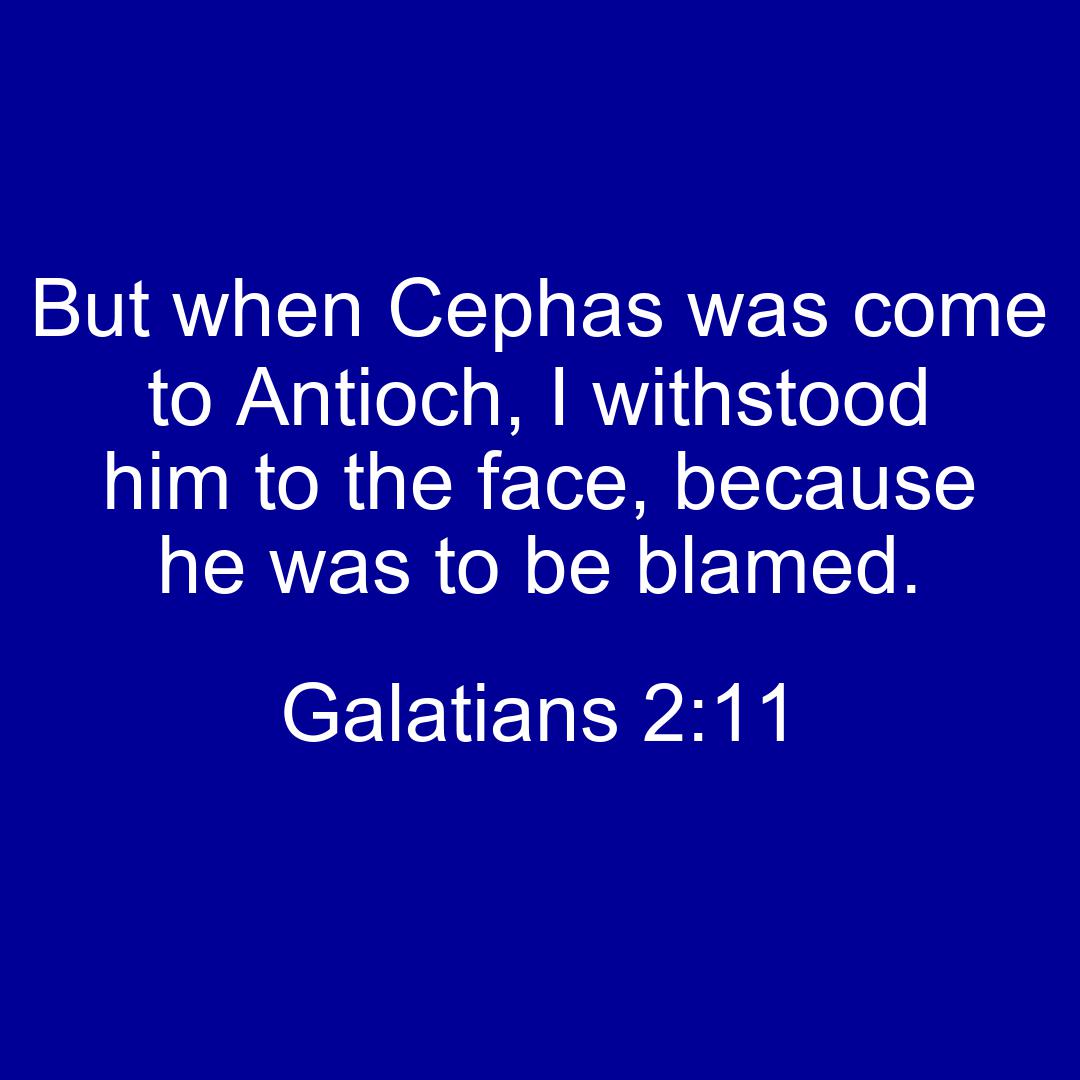 But when Cephas was come
to Antioch, I withstood
him to the face, because
he was to be blamed.
Galatians 2:11